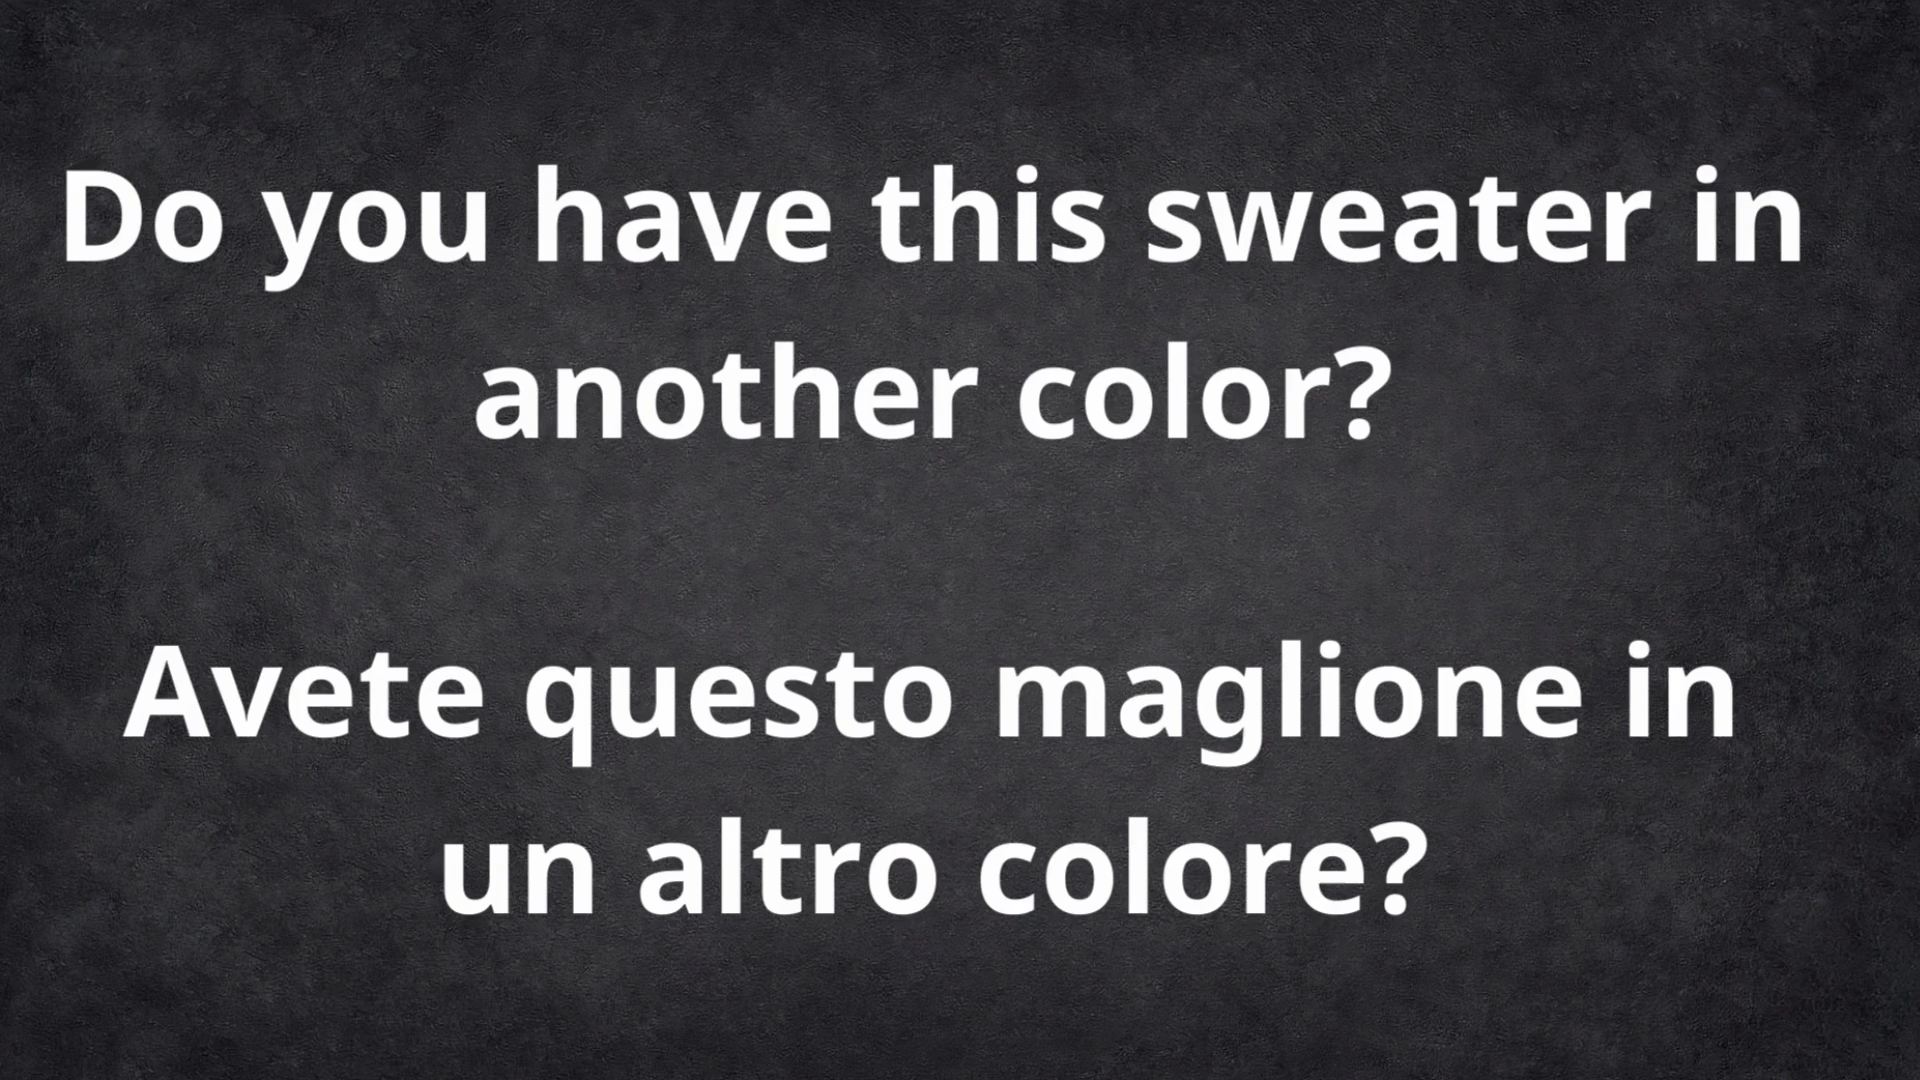 Do you have this sweater in
another color?
Avete questo maglione in
un altro colore?